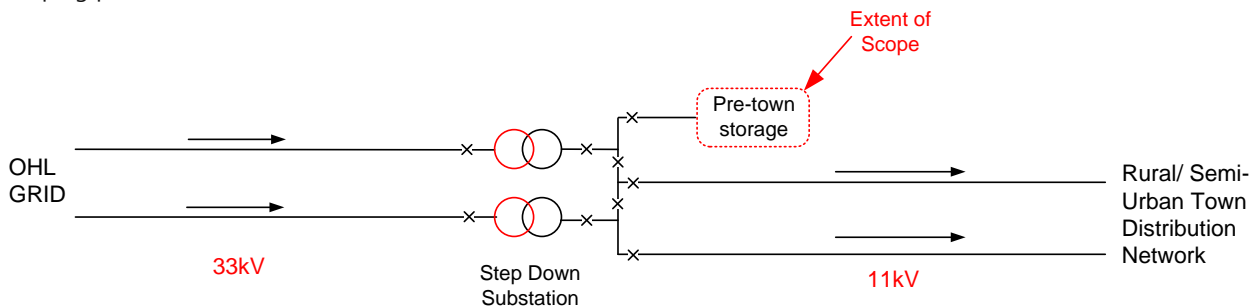 Extent of
Scope
Pre-town
storage
OHL
GRID
Rural/ Semi-
Urban Town
Distribution
Network
33kV
Step Down
Substation
11kV